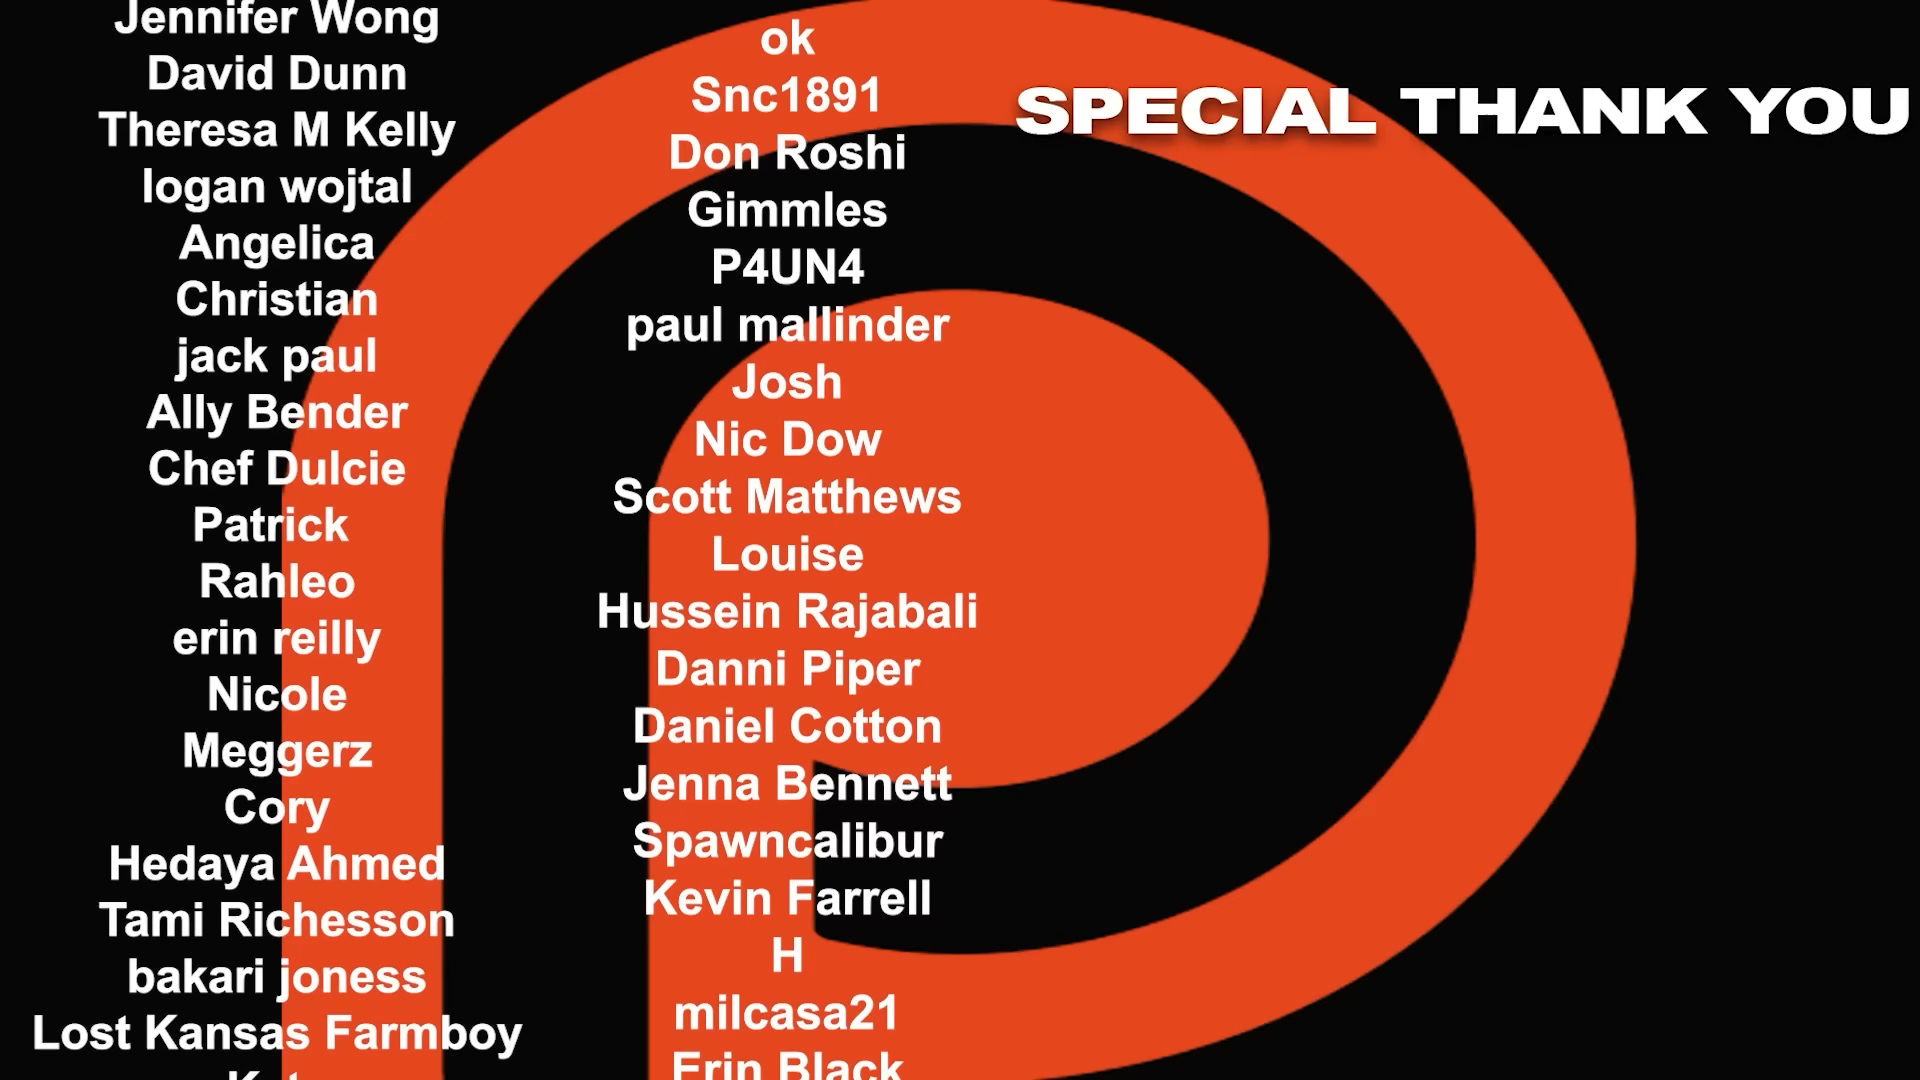 Jennifer Wong
David Dunn
Theresa M Kelly
logan wojtal
Angelica
Christian
jack paul
Ally Bender
Chef Dulcie
Patrick
Rahleo
erin reilly
Nicole
Meggerz
Cory
Hedaya Ahmed
Tami Richesson
bakari joness
Lost Kansas Farmboy
ok
Snc1891
Don Roshi
Gimmles
P4UN4
paul mallinder
Josh
Nic Dow
Scott Matthews
Louise
Hussein Rajabali
Danni Piper
Daniel Cotton
Jenna Bennett
Spawncalibur
Kevin Farrell
H
milcasa21
Erin Black
SPECIAL THANK YOU